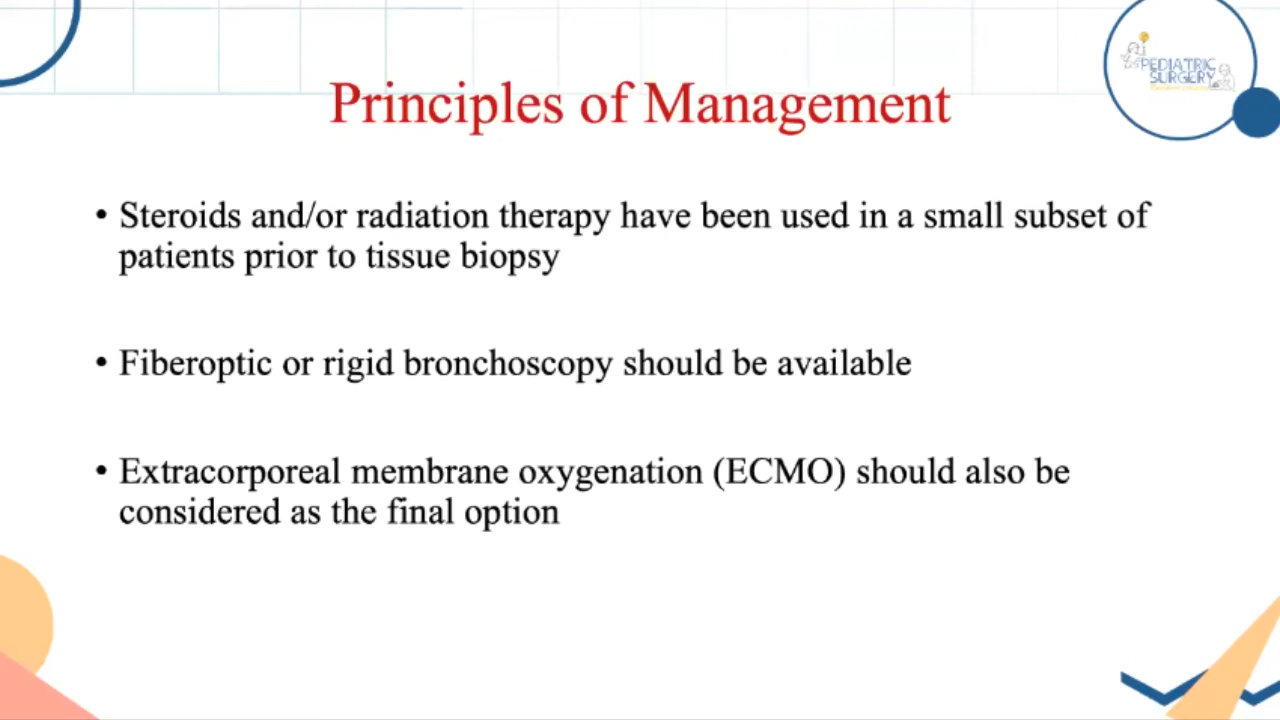 PEDIATRIC
SURGERY
Principles of Management
• Steroids and/or radiation therapy have been used in a small subset of
patients prior to tissue biopsy
• Fiberoptic or rigid bronchoscopy should be available
• Extracorporeal membrane oxygenation (ECMO) should also be
considered as the final option